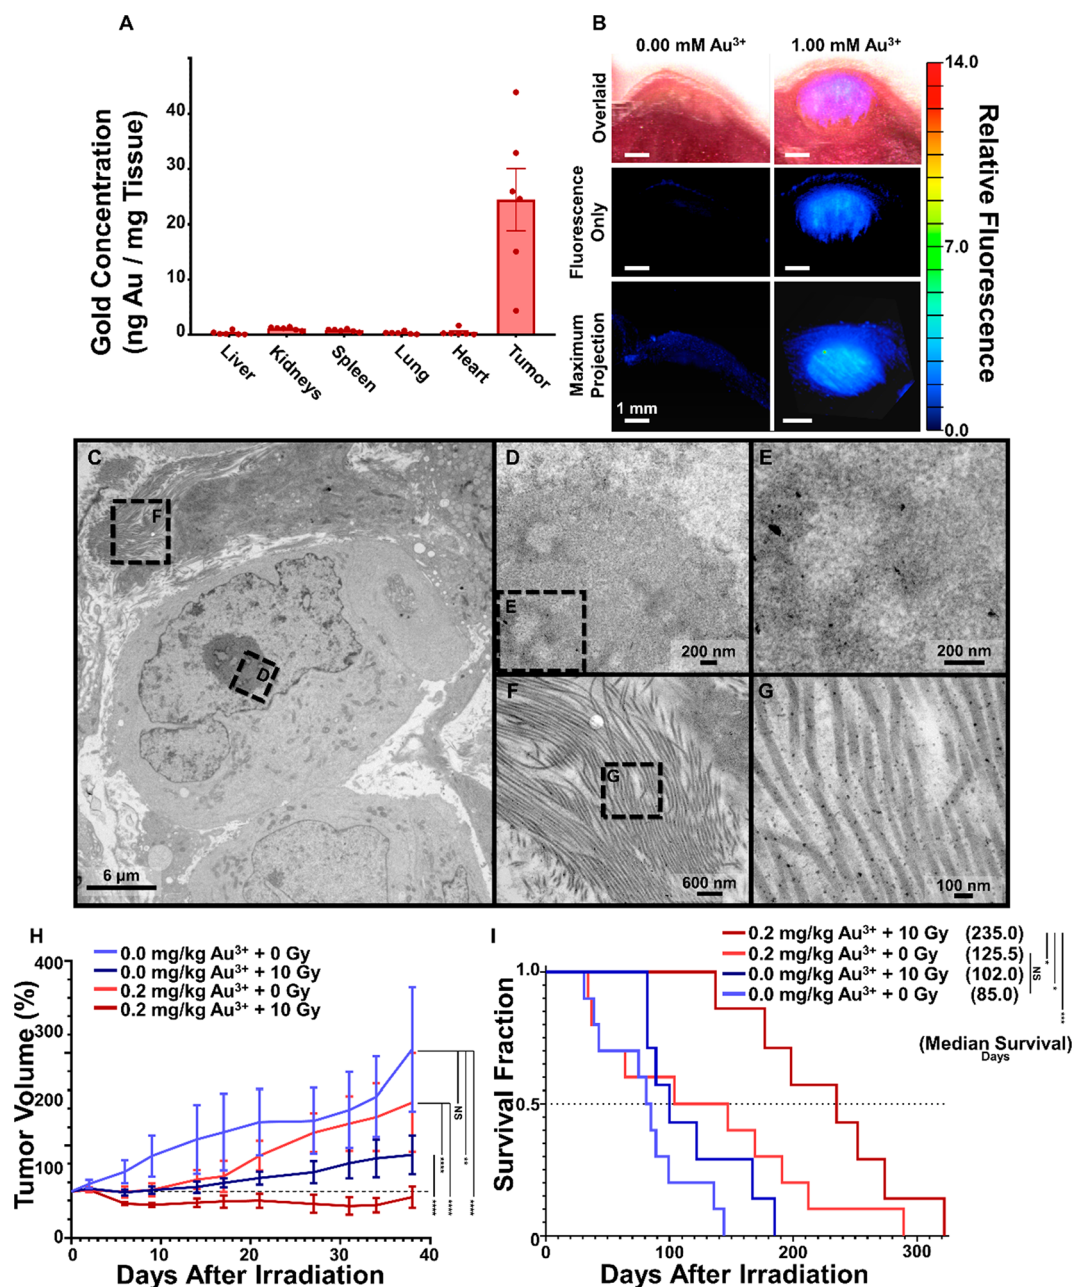 A
Gold Concentration
(ng Au / mg Tissue)
40
30
20
10
0
Liver
Kidneys
Spleen
Lung
Heart
Tumor
B
0.00 mM Au³⁺
1.00 mM Au³⁺
Overlaid
Fluorescence
Only
Maximum
Projection
1 mm
14.0
7.0
0.0
Relative Fluorescence
C
F
D
6 μm
D
E
200 nm
E
200 nm
F
G
600 nm
G
100 nm
H
0.0 mg/kg Au³⁺ + 0 Gy
0.0 mg/kg Au³⁺ + 10 Gy
0.2 mg/kg Au³⁺ + 0 Gy
0.2 mg/kg Au³⁺ + 10 Gy
Tumor Volume (%)
400
300
200
100
0
0
10
20
30
40
Days After Irradiation
NS
**
****
****
****
****
I
0.2 mg/kg Au³⁺ + 10 Gy (235.0)
0.2 mg/kg Au³⁺ + 0 Gy (125.5)
0.0 mg/kg Au³⁺ + 10 Gy (102.0)
0.0 mg/kg Au³⁺ + 0 Gy (85.0)
NS
*
*
***
(Median Survival)
Days
Survival Fraction
1.0
0.5
0
0
100
200
300
Days After Irradiation